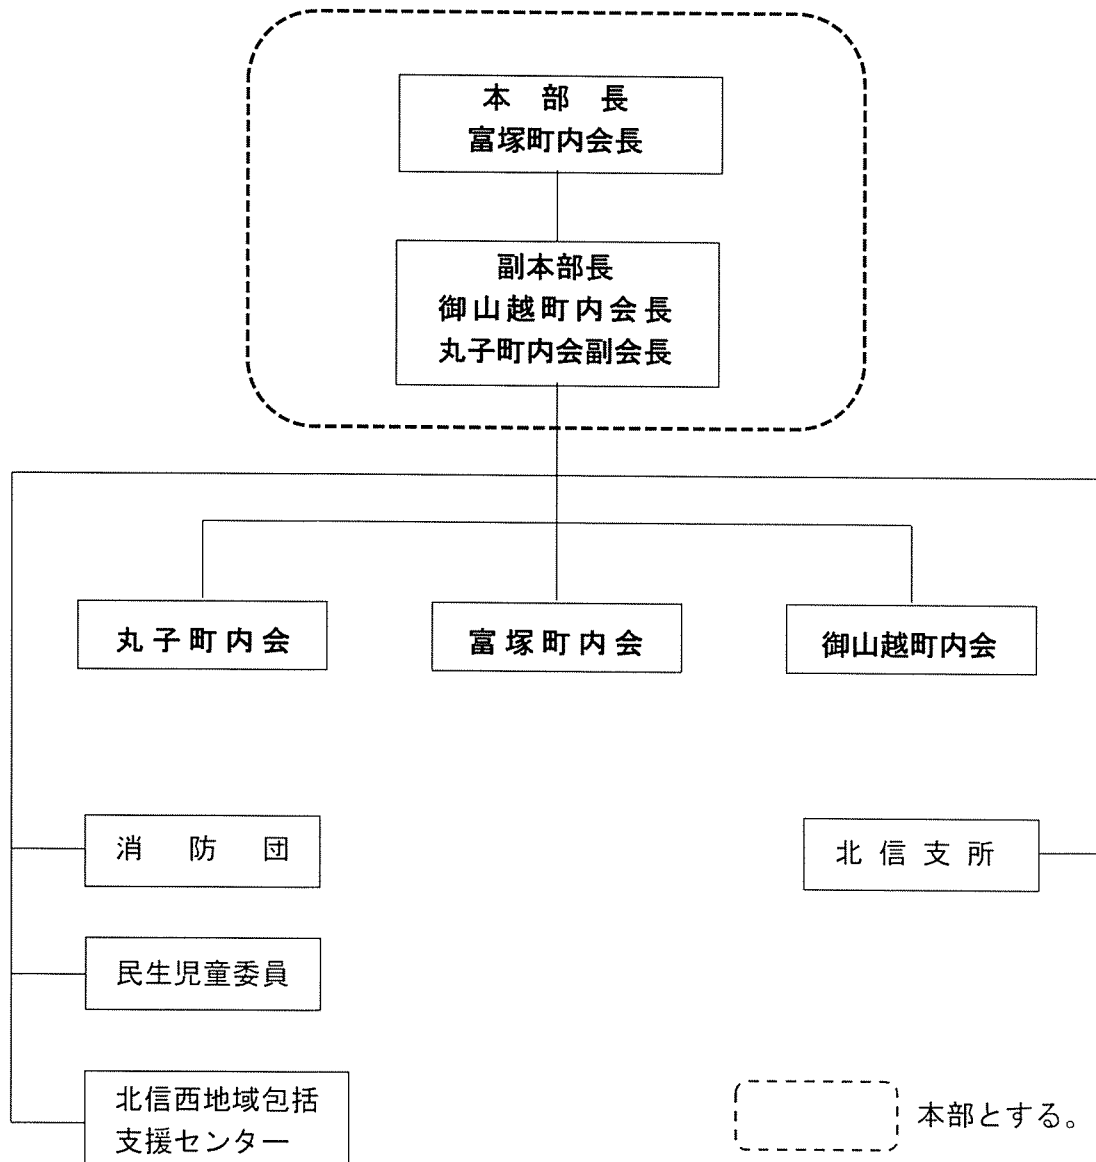 本部長
富塚町内会長
副本部長
御山越町内会長
丸子町内会副会長
丸子町内会
富塚町内会
御山越町内会
消防団
北信支所
民生児童委員
北信西地域包括
支援センター
本部とする。